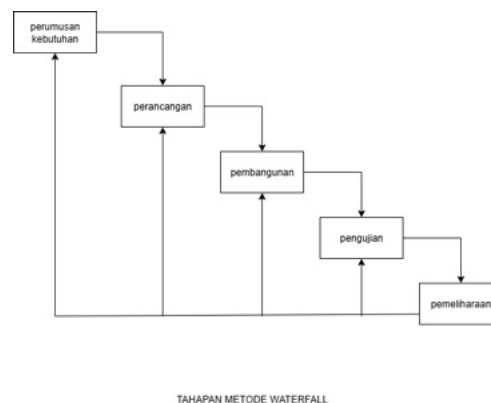 perumusan
kebutuhan
perancangan
pembangunan
pengujian
pemeliharaan
TAHAPAN METODE WATERFALL